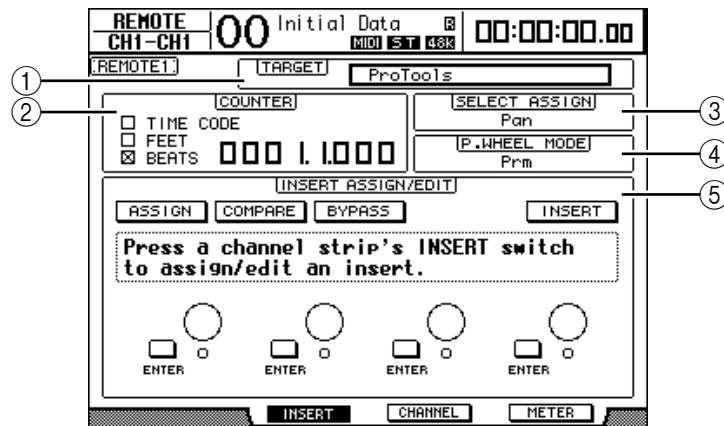 REMOTE
CH1-CH1
00 Initial Data R
MIDI ST 48K
00:00:00.00
REMOTE1
TARGET
ProTools
1
COUNTER
2
TIME CODE
FEET
BEATS
0001.1.000
SELECT ASSIGN
Pan
3
P.WHEEL MODE
Prm
4
INSERT ASSIGN/EDIT
5
ASSIGN COMPARE BYPASS INSERT
Press a channel strip's INSERT switch
to assign/edit an insert.
ENTER ENTER ENTER ENTER
INSERT CHANNEL METER